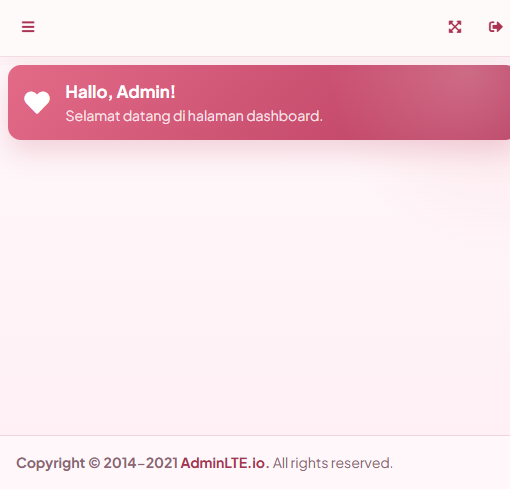 Hallo, Admin!
Selamat datang di halaman dashboard.
Copyright © 2014-2021 AdminLTE.io. All rights reserved.